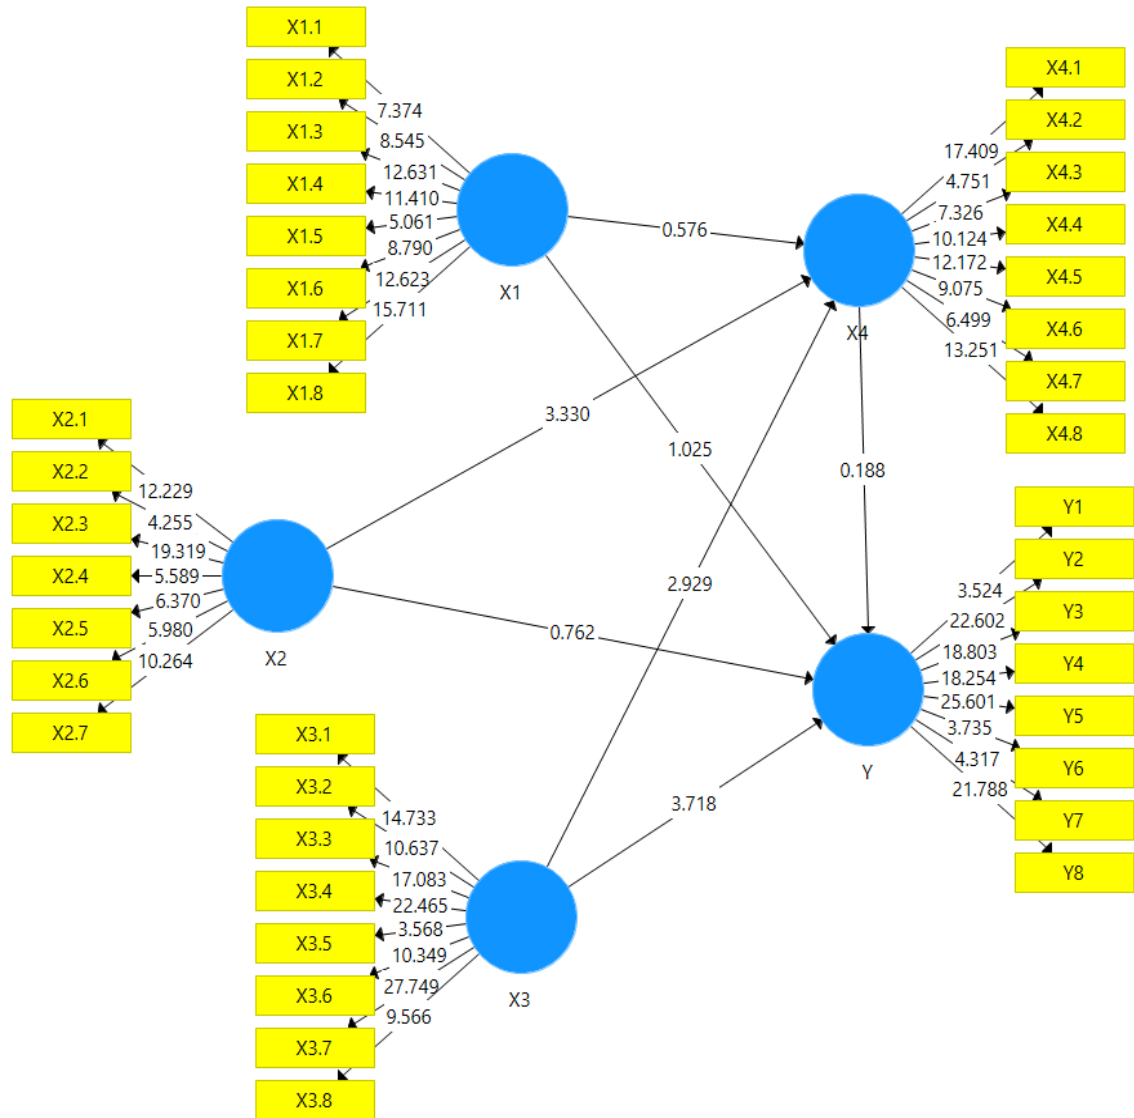 X1.1
X1.2
X1.3
X1.4
X1.5
X1.6
X1.7
X1.8
7.374
8.545
12.631
11.410
5.061
8.790
12.623
15.711
X1
0.576
1.025
X4.1
X4.2
X4.3
X4.4
X4.5
X4.6
X4.7
X4.8
17.409
4.751
7.326
10.124
12.172
9.075
6.499
13.251
X4
0.188
X2.1
X2.2
X2.3
X2.4
X2.5
X2.6
X2.7
12.229
4.255
19.319
5.589
6.370
5.980
10.264
X2
3.330
0.762
Y1
Y2
Y3
Y4
Y5
Y6
Y7
Y8
3.524
22.602
18.803
18.254
25.601
3.735
4.317
21.788
Y
X3.1
X3.2
X3.3
X3.4
X3.5
X3.6
X3.7
X3.8
14.733
10.637
17.083
22.465
3.568
10.349
27.749
9.566
X3
2.929
3.718